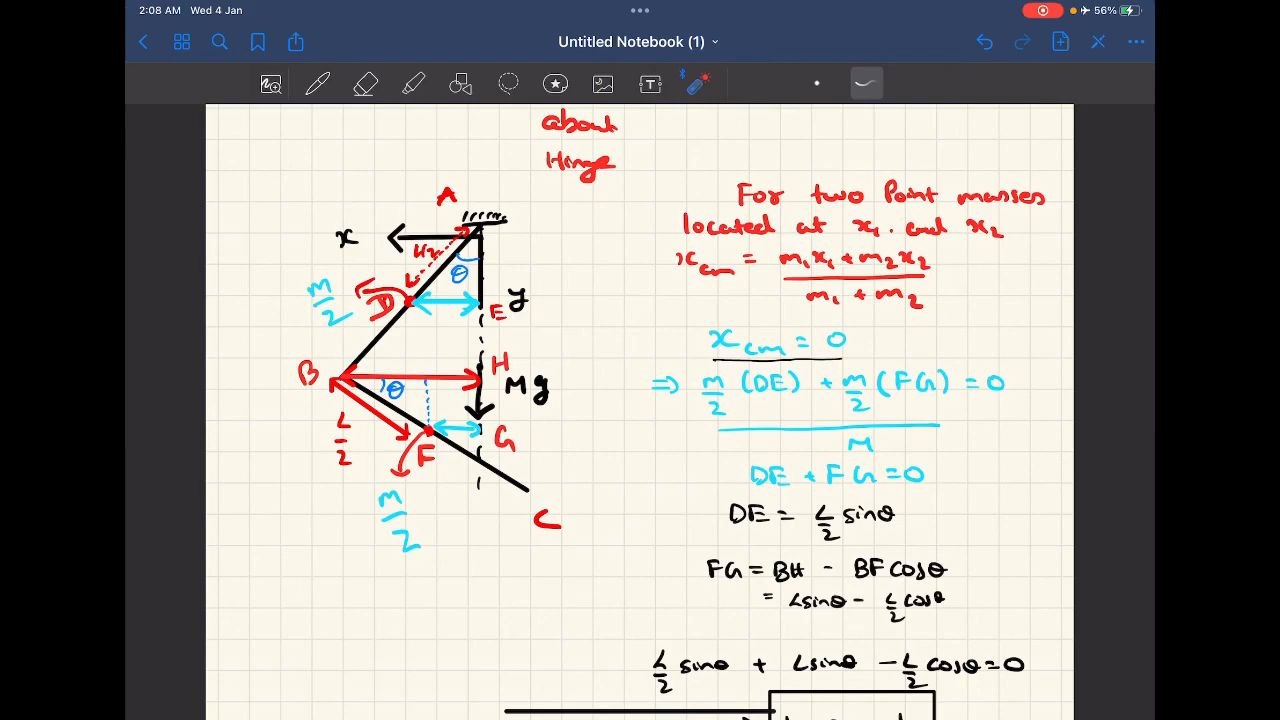 2:08 AM Wed 4 Jan
56%
Untitled Notebook (1)
T
about
Hinge
A
For two Point masses
located at x₁ and x₂
x
θ
x_cm = (m₁x₁ + m₂x₂) / (m₁ + m₂)
M/2
D
E
y
x_cm = 0
B
H
θ
Mg
⇒ M/2 (DE) + M/2 (FG) = 0
M
L/2
F
G
DE + FG = 0
M/2
C
DE = L/2 sinθ
FG = BH - BF cosθ
= Lsinθ - L/2 cosθ
L/2 sinθ + Lsinθ - L/2 cosθ = 0